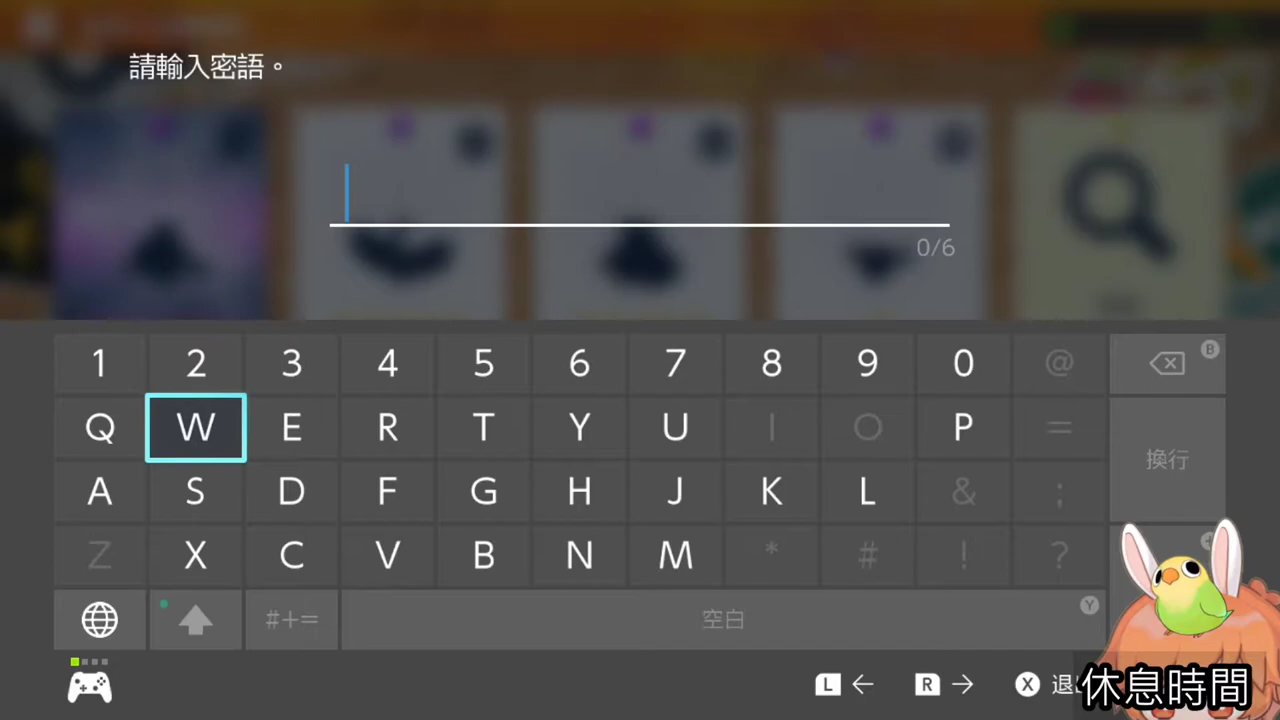 請輸入密語。
0/6
1 2 3 4 5 6 7 8 9 0 @ B
Q W E R T Y U I O P =
換行
A S D F G H J K L & ;
Z X C V B N M * # ! ?
#+= 空白 Y
L ← R → X 退
休息時間